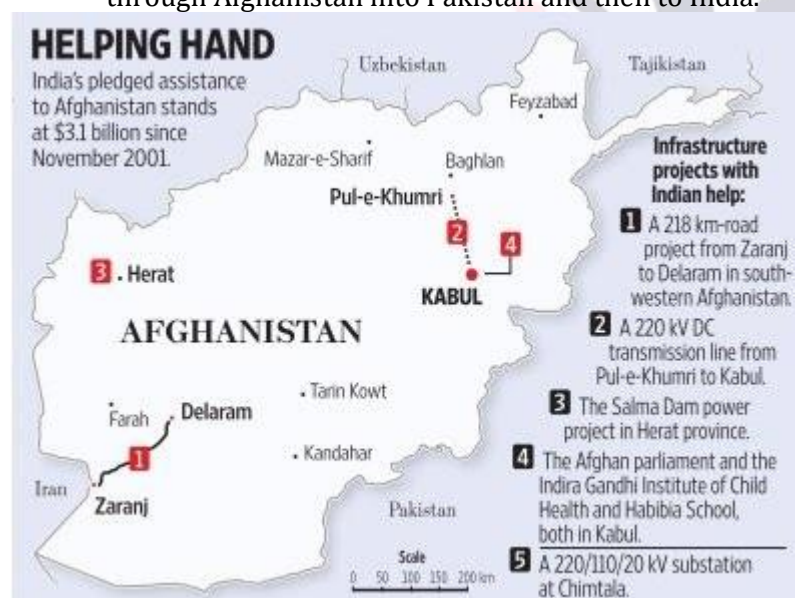 through Afghanistan into Pakistan and then to India.
HELPING HAND
India's pledged assistance
to Afghanistan stands
at $3.1 billion since
November 2001.
Uzbekistan
Tajikistan
Feyzabad
Mazar-e-Sharif
Baghlan
Pul-e-Khumri
2
4
KABUL
3
Herat
AFGHANISTAN
Tarin Kowt
Farah
Delaram
1
Kandahar
Iran
Zaranj
Pakistan
Scale
0 50 100 150 200 km
Infrastructure
projects with
Indian help:
1 A 218 km-road
project from Zaranj
to Delaram in south-
western Afghanistan.
2 A 220 kV DC
transmission line from
Pul-e-Khumri to Kabul.
3 The Salma Dam power
project in Herat province.
4 The Afghan parliament and the
Indira Gandhi Institute of Child
Health and Habibia School,
both in Kabul.
5 A 220/110/20 kV substation
at Chimtala.